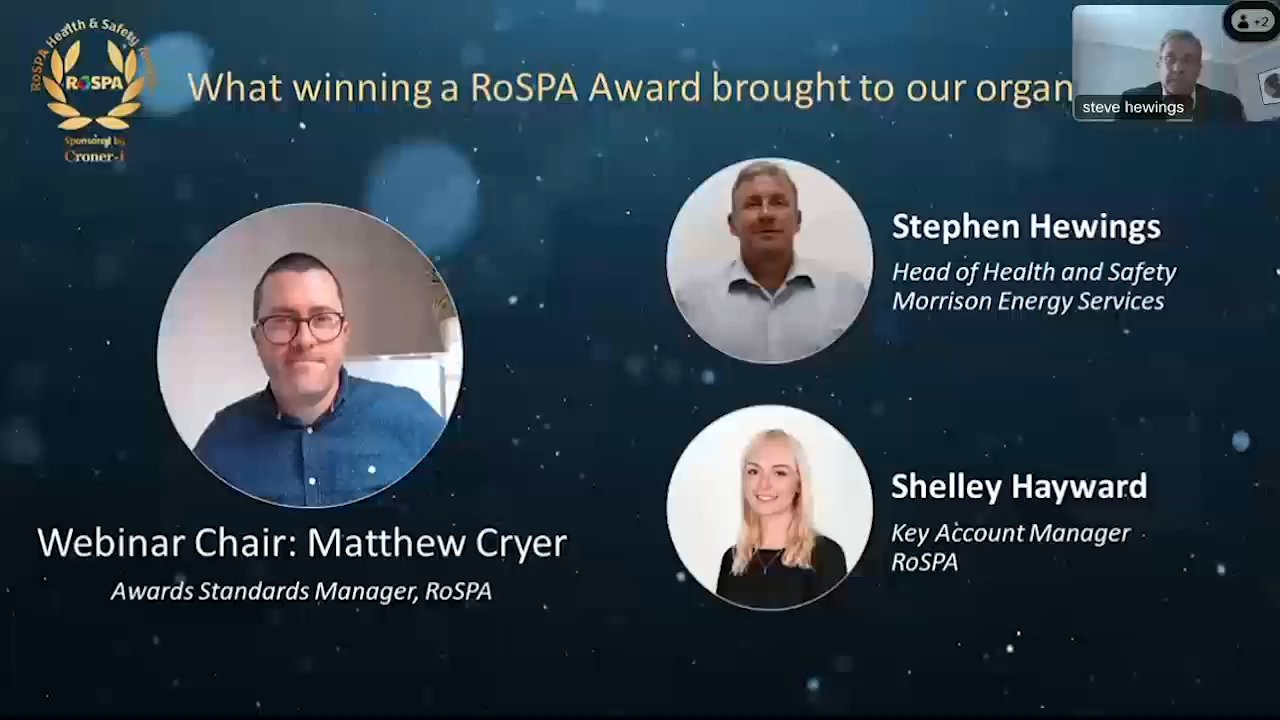 RoSPA Health & Safety
RoSPA
Sponsored by
Croner-i
What winning a RoSPA Award brought to our organ
+2
steve hewings
Stephen Hewings
Head of Health and Safety
Morrison Energy Services
Shelley Hayward
Key Account Manager
RoSPA
Webinar Chair: Matthew Cryer
Awards Standards Manager, RoSPA